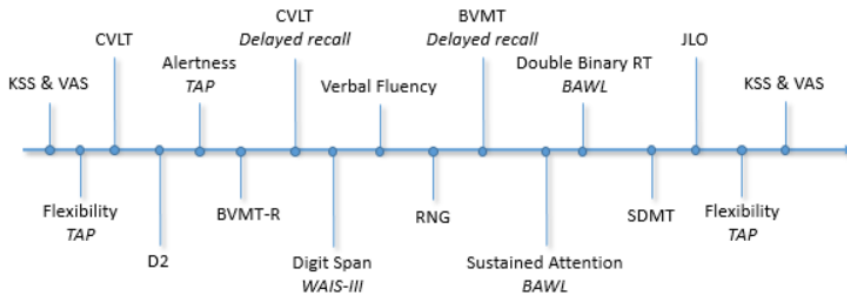 CVLT
Delayed recall
BVMT
Delayed recall
CVLT
JLO
Alertness
TAP
Double Binary RT
BAWL
KSS & VAS
Verbal Fluency
KSS & VAS
Flexibility
TAP
BVMT-R
RNG
SDMT
Flexibility
TAP
D2
Digit Span
WAIS-III
Sustained Attention
BAWL